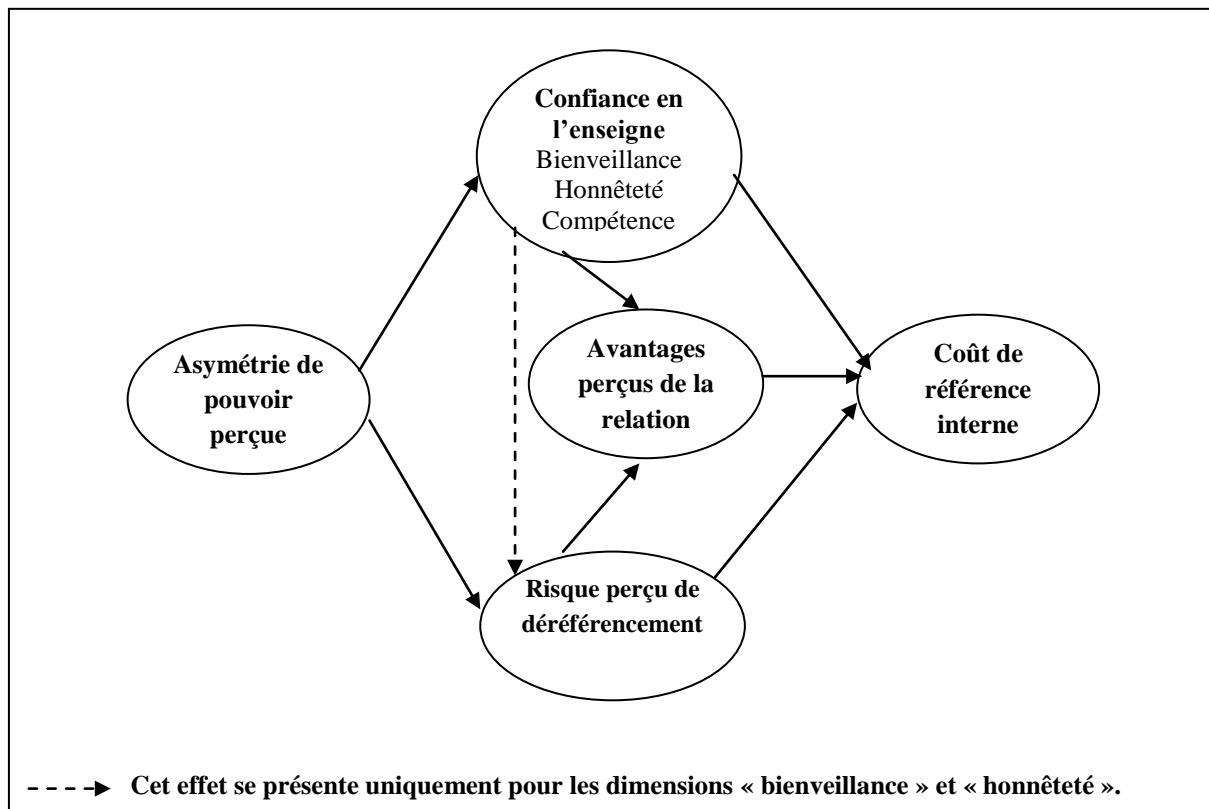 Confiance en
l’enseigne
Bienveillance
Honnêteté
Compétence
Asymétrie de
pouvoir
perçue
Avantages
perçus de la
relation
Coût de
référence
interne
Risque perçu de
déréférencement
Cet effet se présente uniquement pour les dimensions « bienveillance » et « honnêteté ».